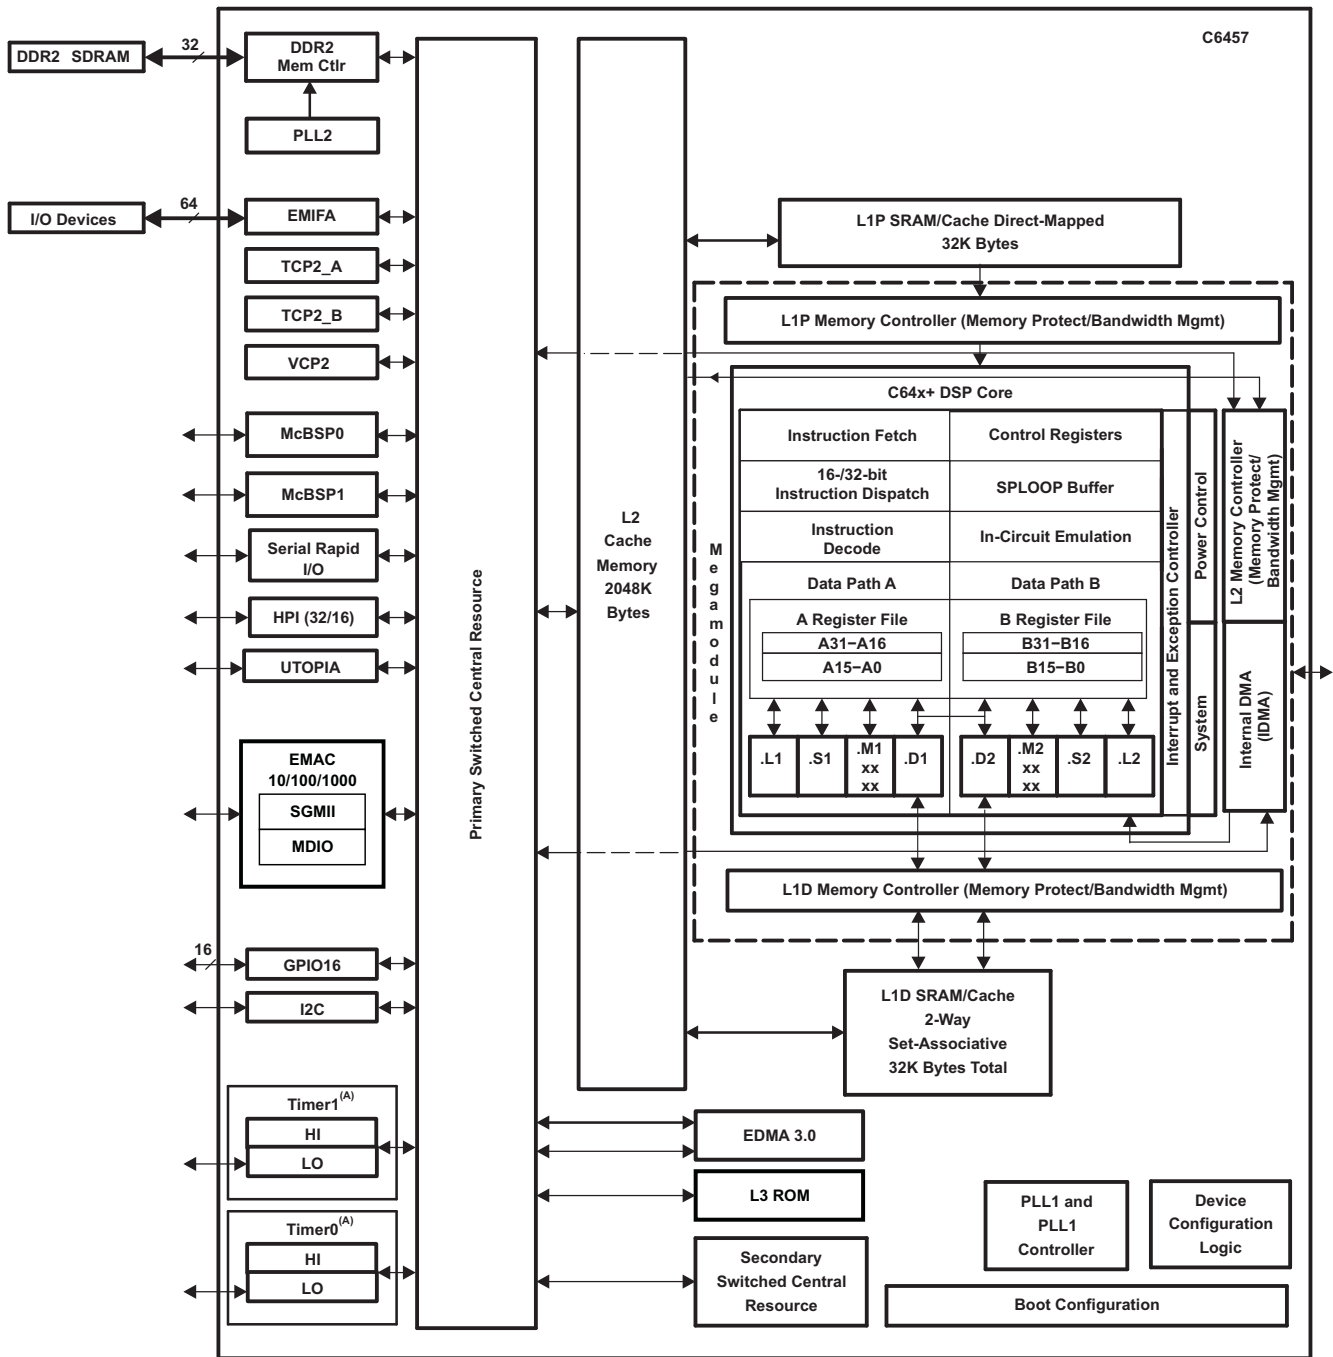 C6457
32
DDR2 SDRAM
DDR2
Mem Ctlr
PLL2
64
I/O Devices
EMIFA
TCP2_A
TCP2_B
VCP2
McBSP0
McBSP1
Serial Rapid
I/O
HPI (32/16)
UTOPIA
EMAC
10/100/1000
SGMII
MDIO
16
GPIO16
I2C
Timer1(A)
HI
LO
Timer0(A)
HI
LO
Primary Switched Central Resource
L2
Cache
Memory
2048K
Bytes
L1P SRAM/Cache Direct-Mapped
32K Bytes
L1P Memory Controller (Memory Protect/Bandwidth Mgmt)
Megamodule
C64x+ DSP Core
Instruction Fetch
Control Registers
16-/32-bit
Instruction Dispatch
SPLOOP Buffer
Instruction
Decode
In-Circuit Emulation
Data Path A
Data Path B
A Register File
B Register File
A31−A16
B31−B16
A15−A0
B15−B0
.L1
.S1
.M1
xx
xx
.D1
.D2
.M2
xx
xx
.S2
.L2
Interrupt and Exception Controller
Power Control
System
L2 Memory Controller
(Memory Protect/
Bandwidth Mgmt)
Internal DMA
(IDMA)
L1D Memory Controller (Memory Protect/Bandwidth Mgmt)
L1D SRAM/Cache
2-Way
Set-Associative
32K Bytes Total
EDMA 3.0
L3 ROM
Secondary
Switched Central
Resource
PLL1 and
PLL1
Controller
Device
Configuration
Logic
Boot Configuration